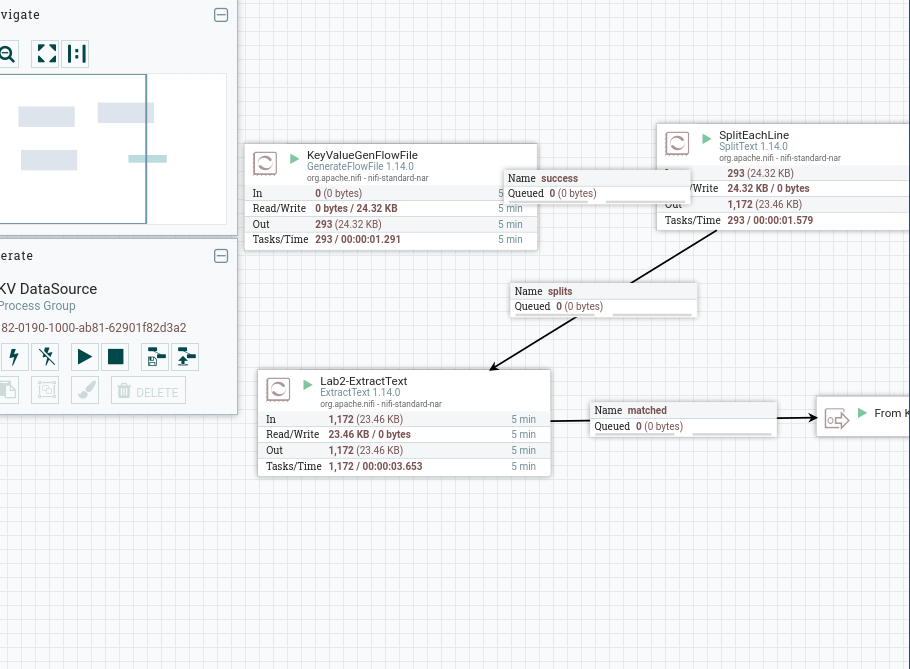 vigate
erate
KV DataSource
Process Group
82-0190-1000-ab81-62901f82d3a2
DELETE
KeyValueGenFlowFile
GenerateFlowFile 1.14.0
org.apache.nifi - nifi-standard-nar
In 0 (0 bytes) 5
Read/Write 0 bytes / 24.32 KB 5 min
Out 293 (24.32 KB) 5 min
Tasks/Time 293 / 00:00:01.291 5 min
Name success
Queued 0 (0 bytes)
SplitEachLine
SplitText 1.14.0
org.apache.nifi - nifi-standard-nar
293 (24.32 KB)
/Write 24.32 KB / 0 bytes
Out 1,172 (23.46 KB)
Tasks/Time 293 / 00:00:01.579
Name splits
Queued 0 (0 bytes)
Lab2-ExtractText
ExtractText 1.14.0
org.apache.nifi - nifi-standard-nar
In 1,172 (23.46 KB) 5 min
Read/Write 23.46 KB / 0 bytes 5 min
Out 1,172 (23.46 KB) 5 min
Tasks/Time 1,172 / 00:00:03.653 5 min
Name matched
Queued 0 (0 bytes)
From K